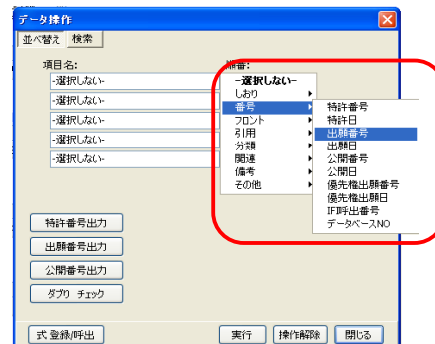 データ操作
並べ替え 検索
項目名: 順番:
-選択しない-
-選択しない-
-選択しない-
-選択しない-
-選択しない-
-選択しない-
しおり
番号
フロント
引用
分類
関連
備考
その他
特許番号
特許日
出願番号
出願日
公開番号
公開日
優先権出願番号
優先権出願日
IF呼出番号
データベースNO
特許番号出力
出願番号出力
公開番号出力
ダブリ チェック
式 登録/呼出 実行 操作解除 閉じる